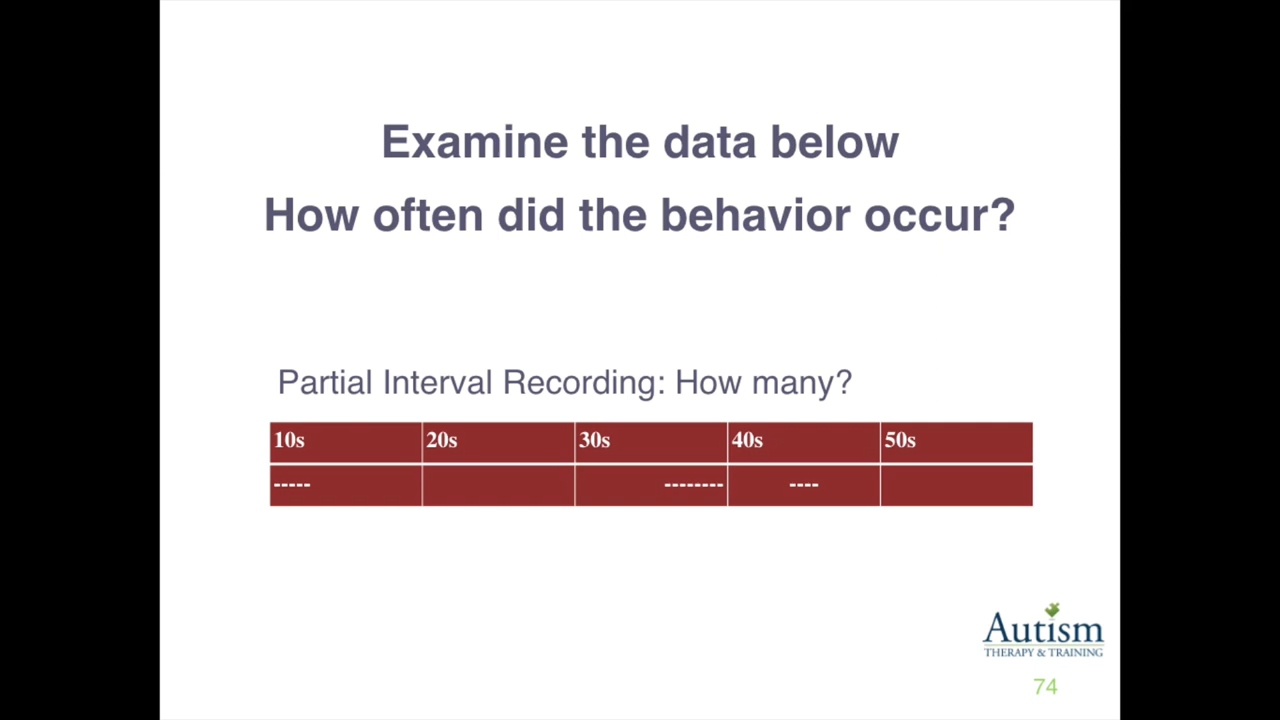 Examine the data below
How often did the behavior occur?
Partial Interval Recording: How many?
10s 20s 30s 40s 50s
----- -------- ----
Autism
THERAPY & TRAINING
74